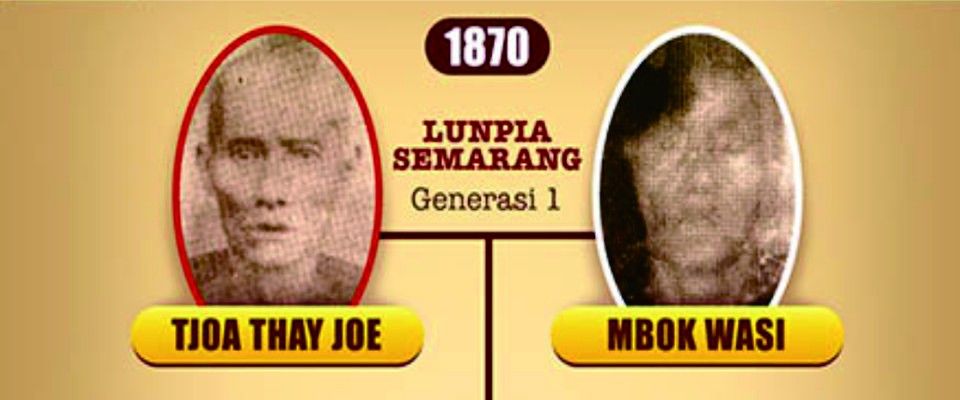 1870
LUNPIA
SEMARANG
Generasi 1
TJOA THAY JOE
MBOK WASI